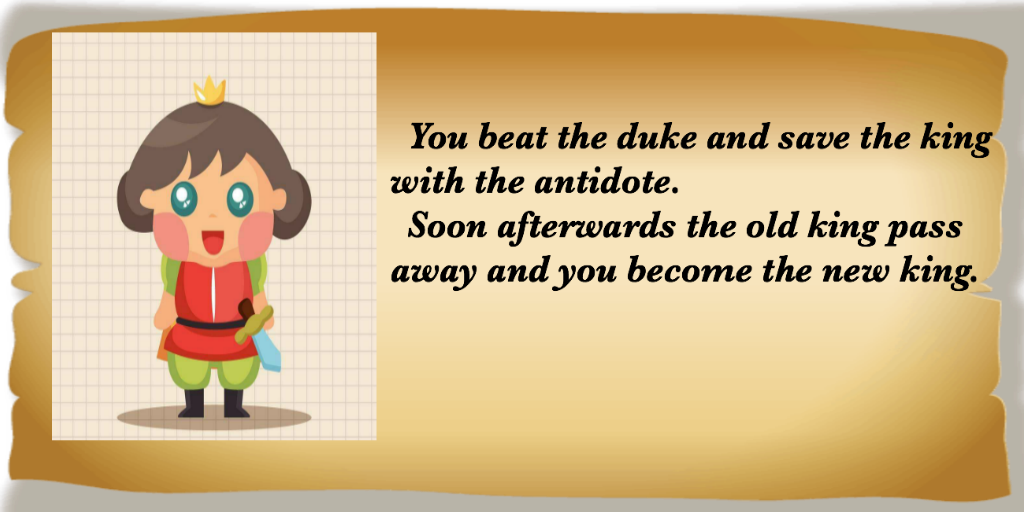 You beat the duke and save the king
with the antidote.
Soon afterwards the old king pass
away and you become the new king.